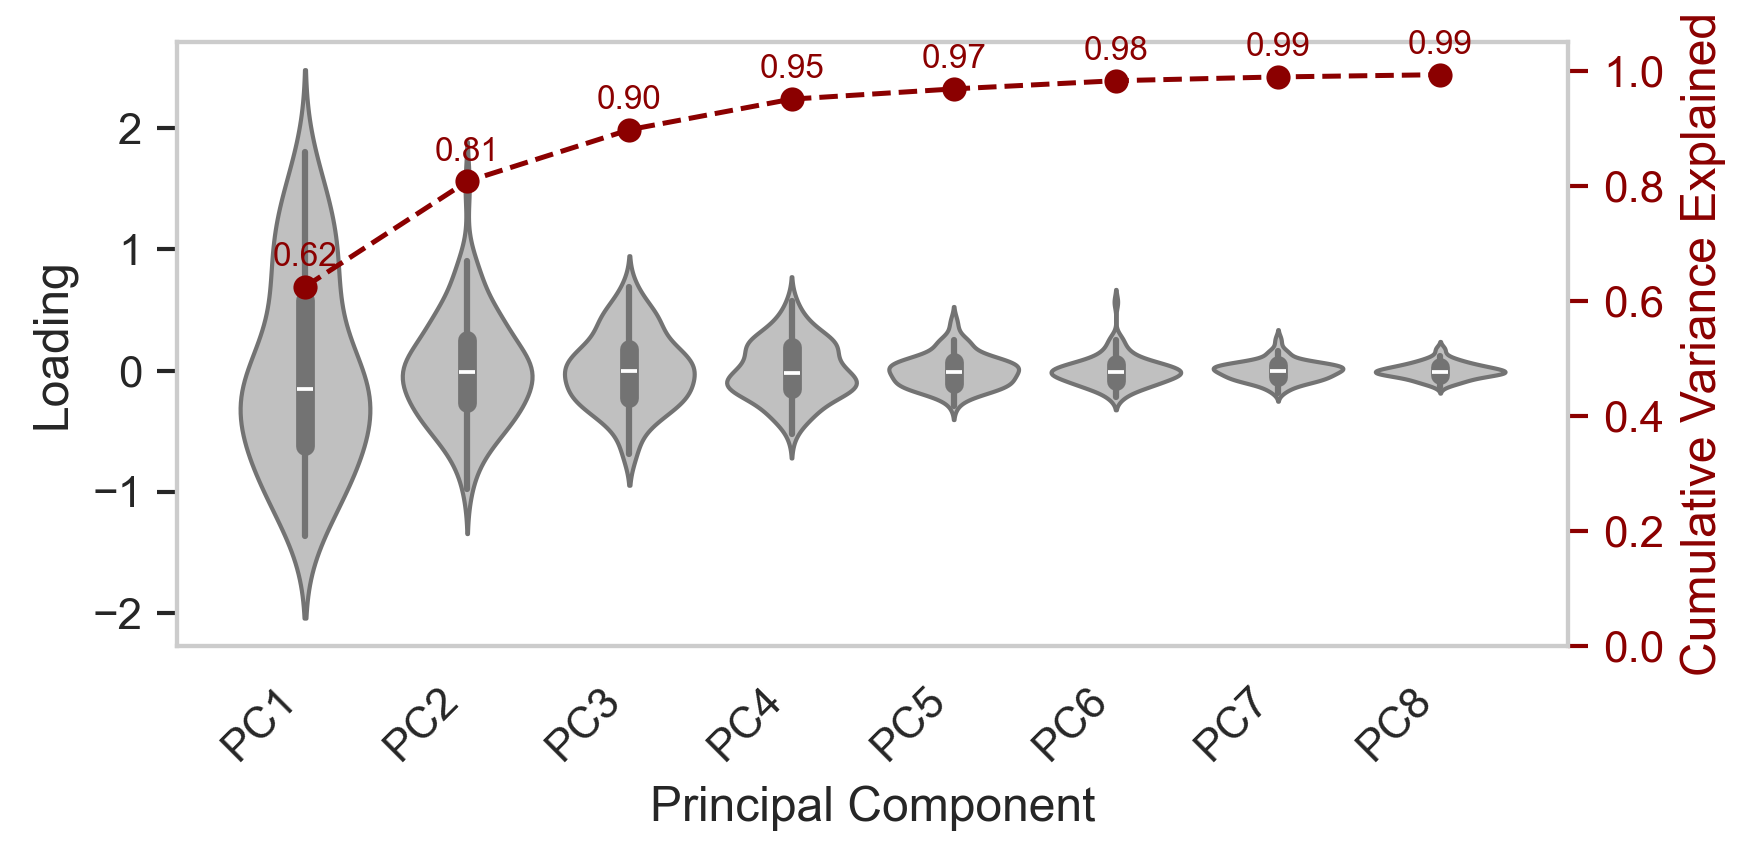 0.62
0.81
0.90
0.95
0.97
0.98
0.99
0.99
2
1
0
−1
−2
Loading
1.0
0.8
0.6
0.4
0.2
0.0
Cumulative Variance Explained
PC1
PC2
PC3
PC4
PC5
PC6
PC7
PC8
Principal Component